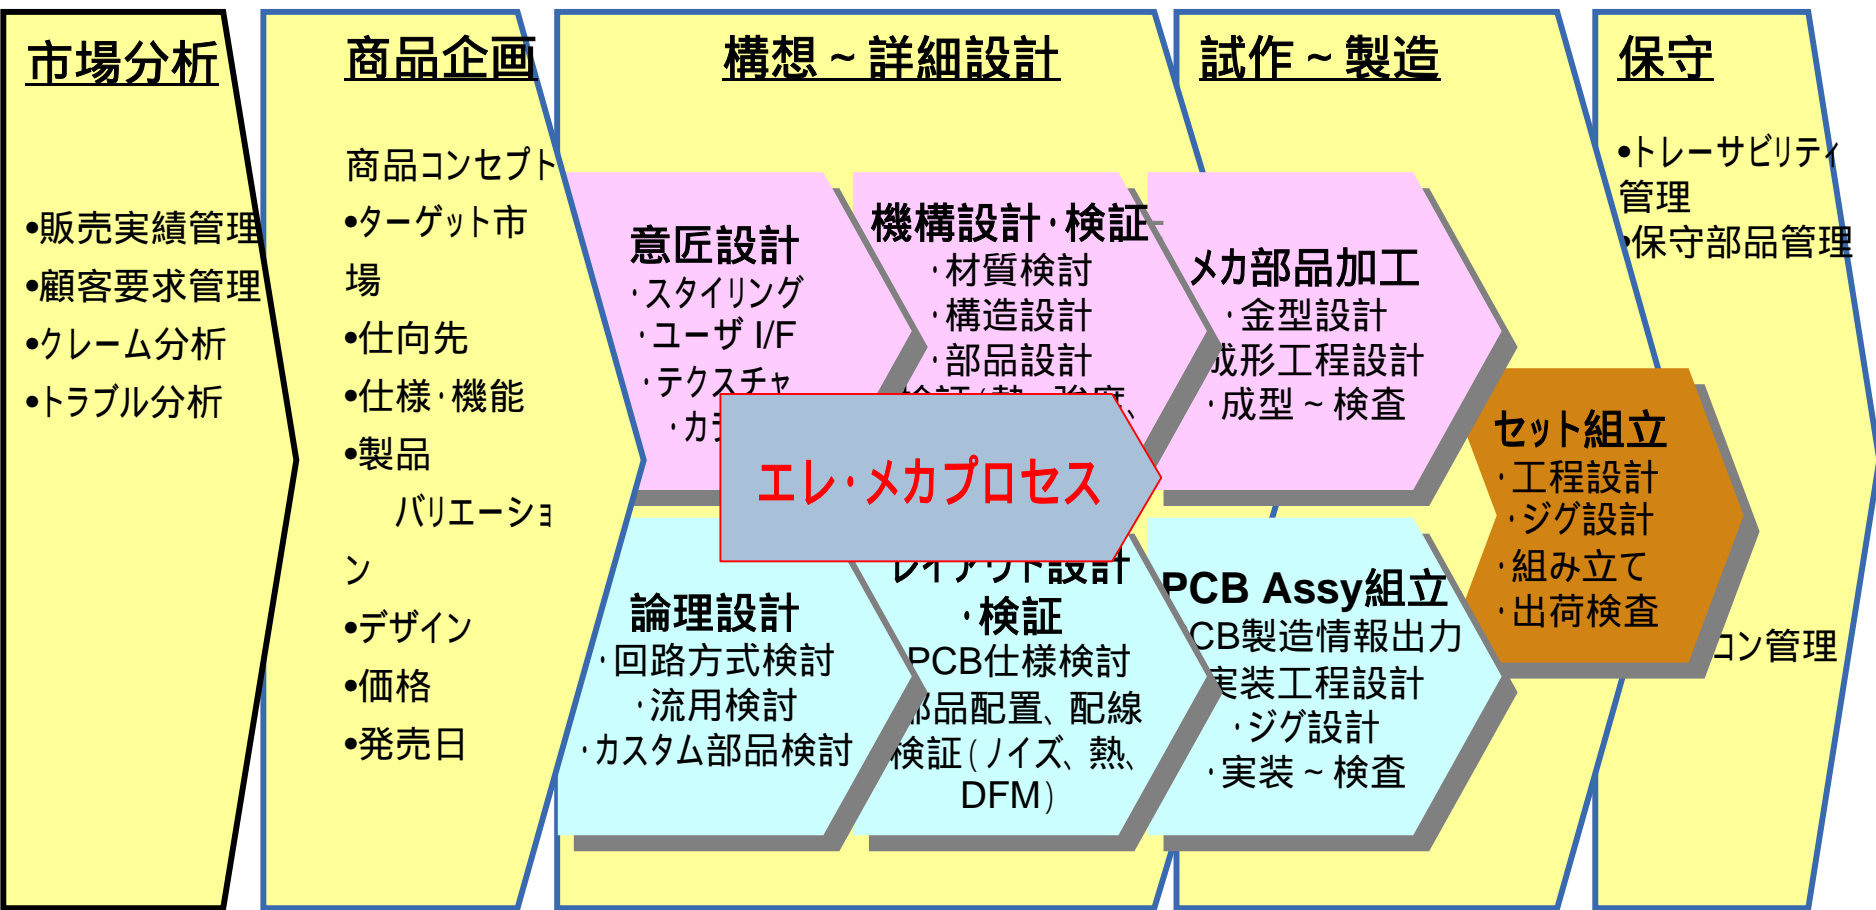 市場分析
•販売実績管理
•顧客要求管理
•クレーム分析
•トラブル分析
商品企画
商品コンセプト
•ターゲット市
場
•仕向先
•仕様・機能
•製品
バリエーショ
ン
•デザイン
•価格
•発売日
構想～詳細設計
意匠設計
・スタイリング
・ユーザ I/F
・テクスチャ
機構設計・検証
・材質検討
・構造設計
・部品設計
エレ・メカプロセス
論理設計
・回路方式検討
・流用検討
・カスタム部品検討
レイアウト設計
・検証
PCB仕様検討
部品配置、配線
検証(ノイズ、熱、
DFM)
試作～製造
メカ部品加工
・金型設計
成形工程設計
・成型～検査
PCB Assy組立
CB製造情報出力
実装工程設計
・ジグ設計
・実装～検査
セット組立
・工程設計
・ジグ設計
・組み立て
・出荷検査
保守
•トレーサビリティ
管理
•保守部品管理
コン管理